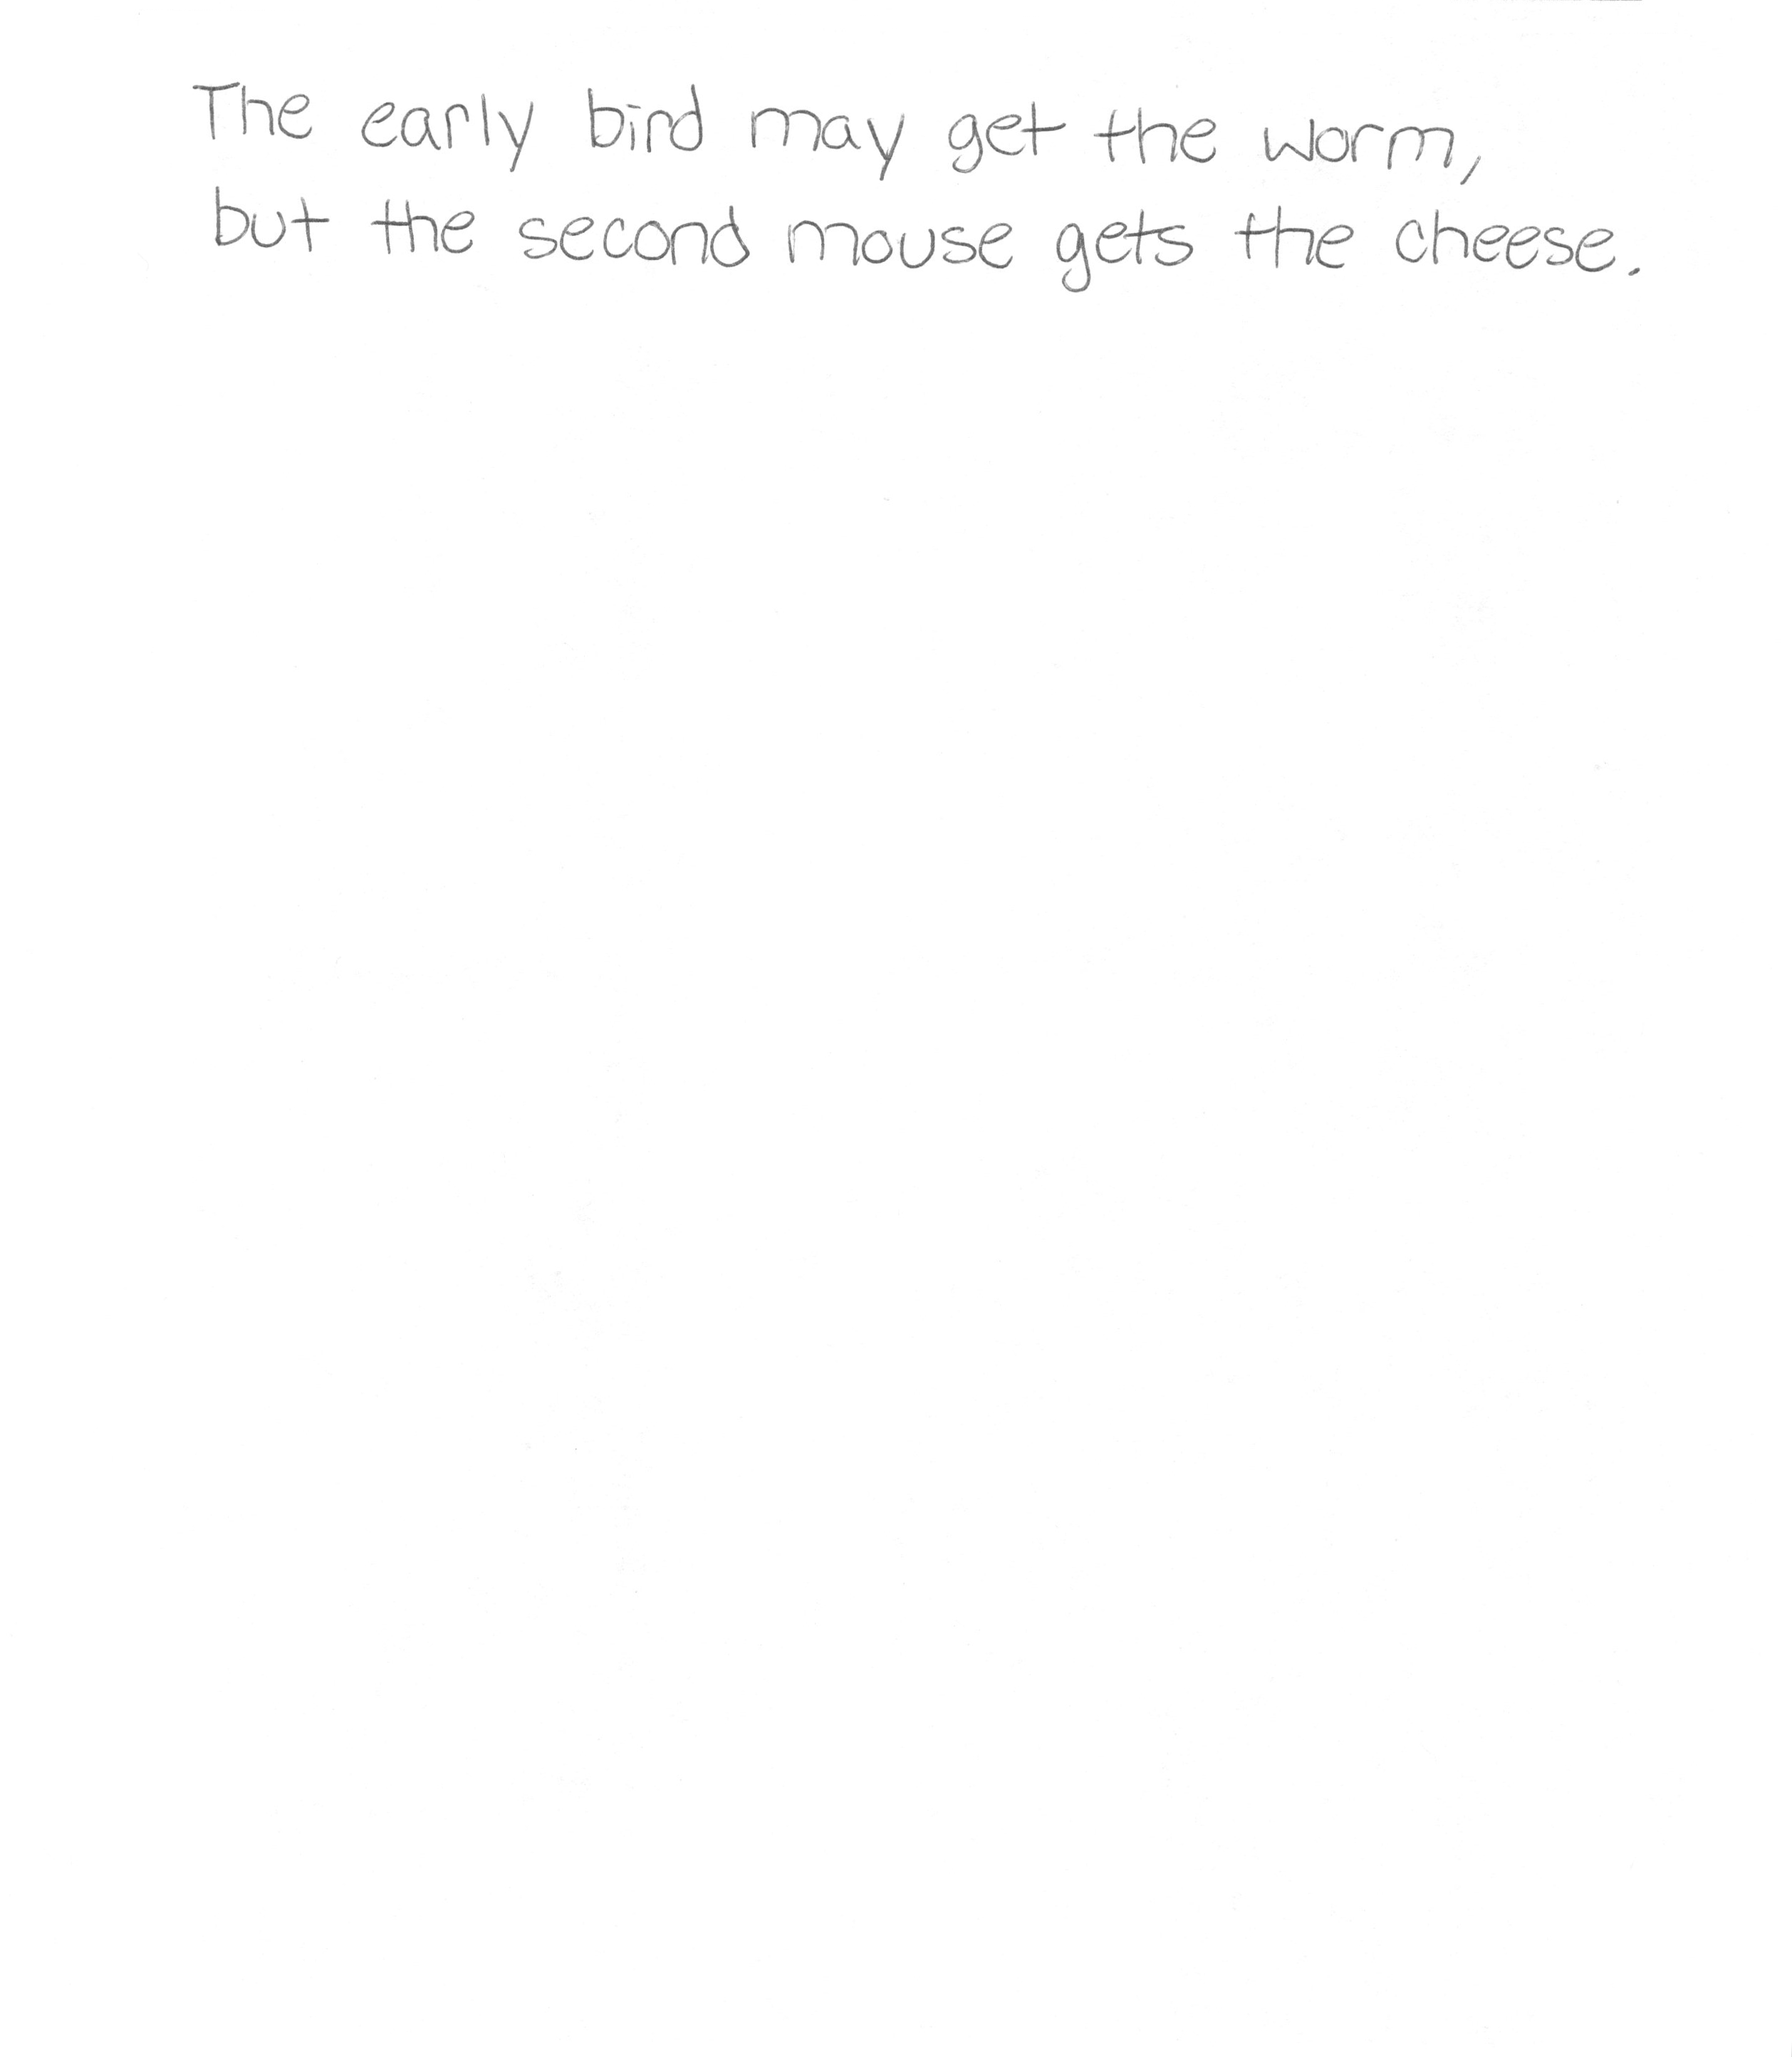 The early bird may get the worm,
but the second mouse gets the cheese.